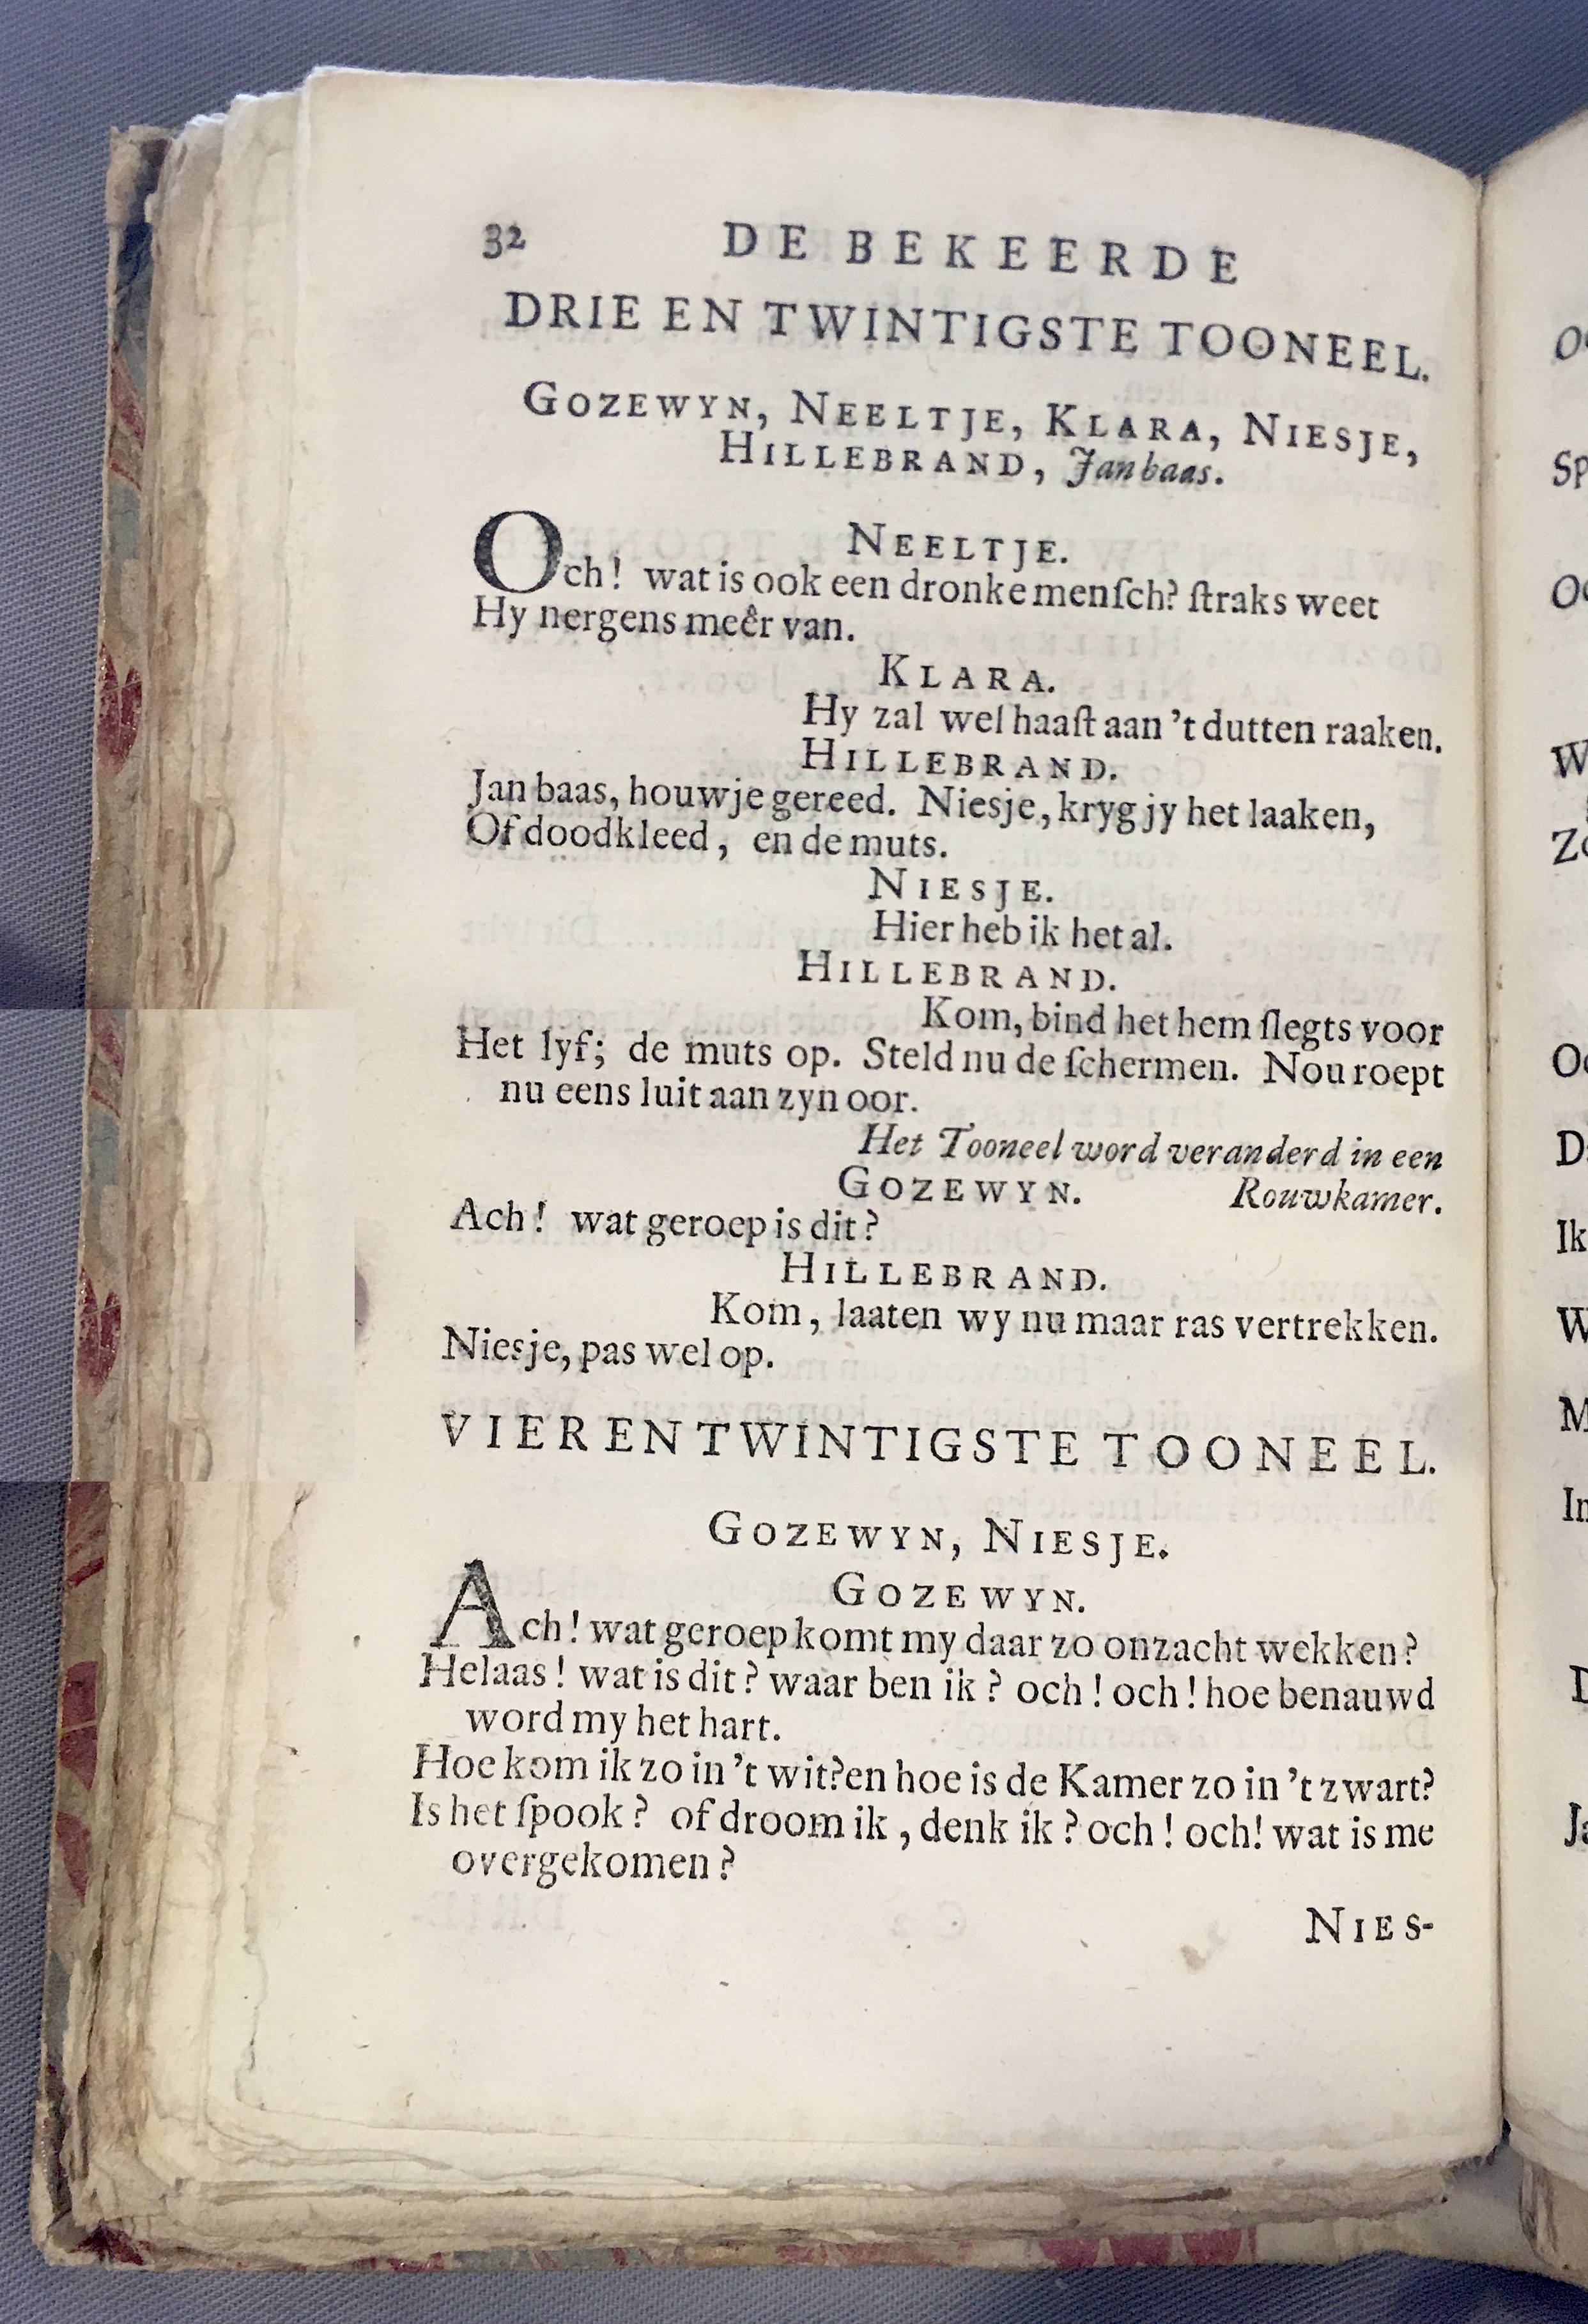 32 DE BEKEERDE
DRIE EN TWINTIGSTE TOONEEL.
GOZEWYN, NEELTJE, KLARA, NIESJE,
HILLEBRAND, Jan baas.
NEELTJE.
Och! wat is ook een dronke menſch? ſtraks weet
Hy nergens meêr van.
KLARA.
Hy zal wel haaſt aan 't dutten raaken.
HILLEBRAND.
Jan baas, houw je gereed. Niesje, kryg jy het laaken,
Of doodkleed, en de muts.
NIESJE.
Hier heb ik het al.
HILLEBRAND.
Kom, bind het hem ſlegts voor
Het lyf; de muts op. Steld nu de ſchermen. Nou roept
nu eens luit aan zyn oor.
Het Tooneel word veranderd in een
GOZEWYN. Rouwkamer.
Ach! wat geroep is dit?
HILLEBRAND.
Kom, laaten wy nu maar ras vertrekken.
Niesje, pas wel op.
VIER EN TWINTIGSTE TOONEEL.
GOZEWYN, NIESJE.
GOZEWYN.
Ach! wat geroep komt my daar zo onzacht wekken?
Helaas! wat is dit? waar ben ik? och! och! hoe benauwd
word my het hart.
Hoe kom ik zo in 't wit? en hoe is de Kamer zo in 't zwart?
Is het ſpook? of droom ik, denk ik? och! och! wat is me
overgekomen?
NIES-